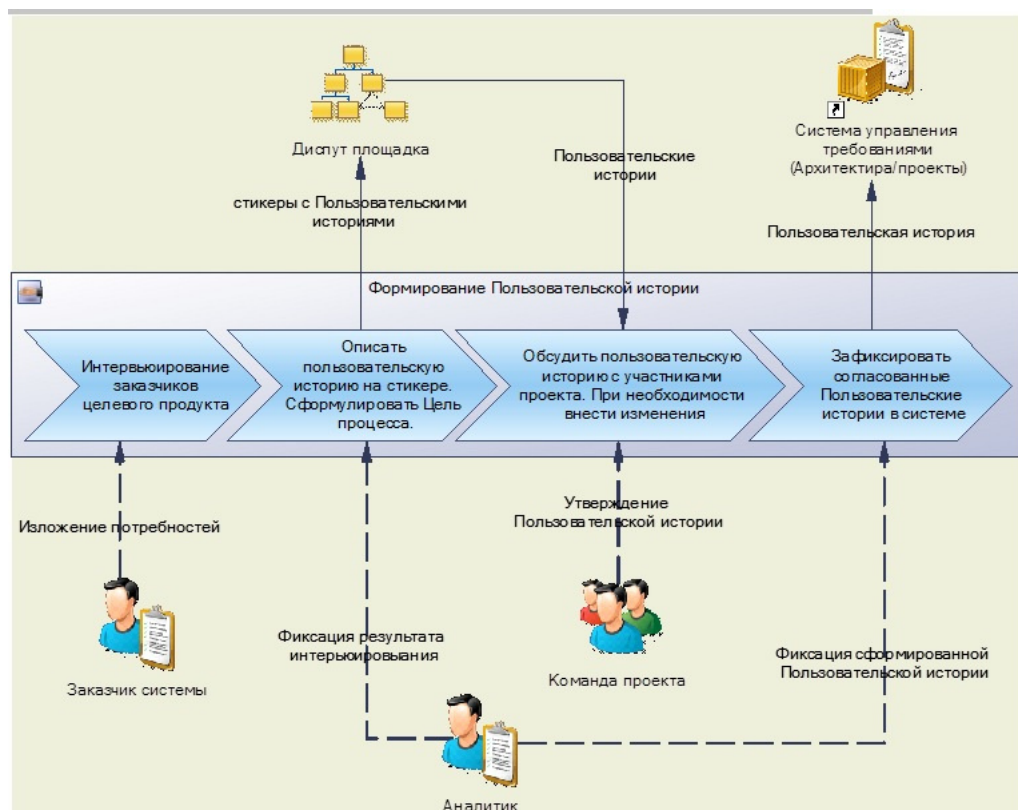 Диспут площадка
Система управления
требованиями
(Архитектира/проекты)
Пользовательские
истории
стикеры с Пользовательскими
историями
Пользовательская история
Формирование Пользовательской истории
Интервьюирование
заказчиков
целевого продукта
Описать
пользовательскую
историю на стикере.
Сформулировать Цель
процесса.
Обсудить пользовательскую
историю с участниками
проекта. При необходимости
внести изменения
Зафиксировать
согласованные
Пользовательские
истории в системе
Изложение потребностей
Утверждение
Пользовательской истории
Фиксация результата
интерьюировыания
Фиксация сформированной
Пользовательской истории
Заказчик системы
Команда проекта
Аналитик